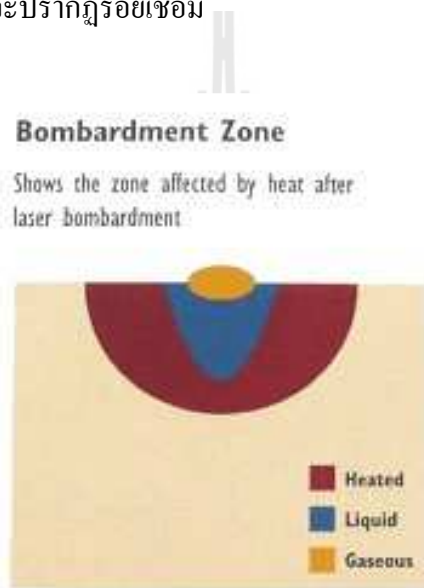 ะปรากฏรอยเชื่อม
Bombardment Zone
Shows the zone affected by heat after
laser bombardment
Heated
Liquid
Gaseous